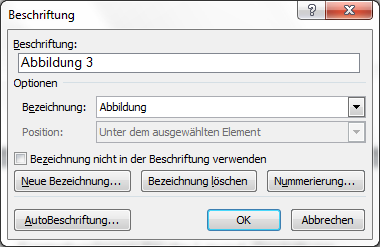 Beschriftung
Beschriftung:
Abbildung 3
Optionen
Bezeichnung: Abbildung
Position: Unter dem ausgewählten Element
Bezeichnung nicht in der Beschriftung verwenden
Neue Bezeichnung... Bezeichnung löschen Nummerierung...
AutoBeschriftung... OK Abbrechen